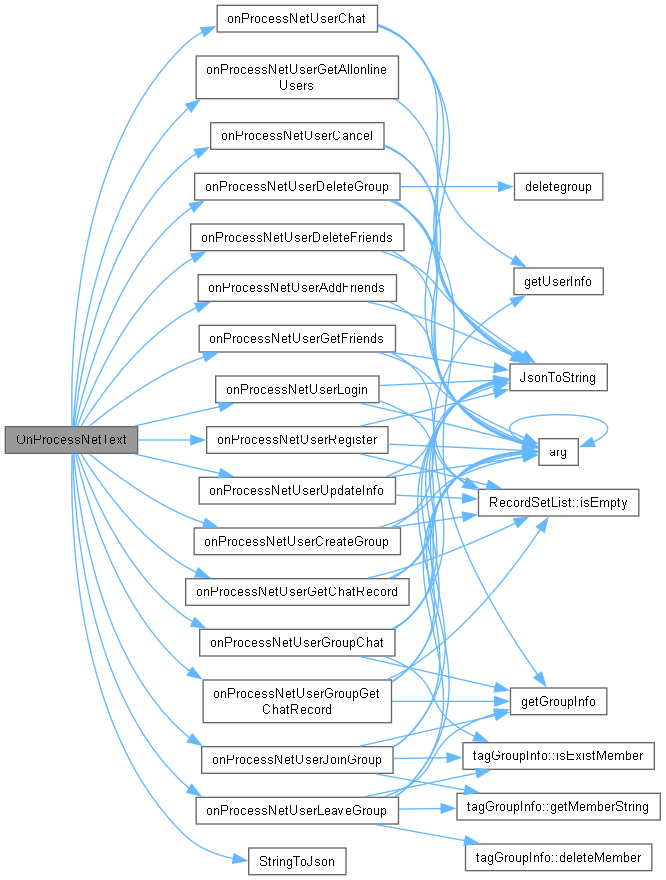 onProcessNetUserChat
onProcessNetUserGetAllonline
Users
onProcessNetUserCancel
onProcessNetUserDeleteGroup
deletegroup
onProcessNetUserDeleteFriends
getUserInfo
onProcessNetUserAddFriends
onProcessNetUserGetFriends
JsonToString
onProcessNetUserLogin
OnProcessNetText
onProcessNetUserRegister
arg
onProcessNetUserUpdateInfo
RecordSetList::isEmpty
onProcessNetUserCreateGroup
onProcessNetUserGetChatRecord
onProcessNetUserGroupChat
onProcessNetUserGroupGet
ChatRecord
getGroupInfo
onProcessNetUserJoinGroup
tagGroupInfo::isExistMember
onProcessNetUserLeaveGroup
tagGroupInfo::getMemberString
StringToJson
tagGroupInfo::deleteMember